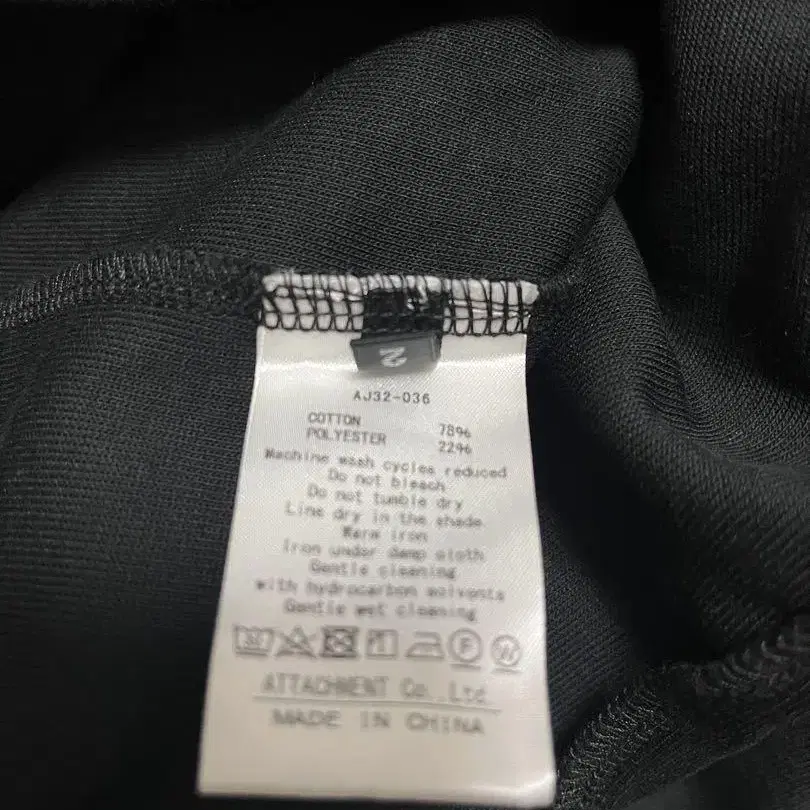 2
AJ32-036
COTTON 78%
POLYESTER 22%
Machine wash cycles reduced
Do not bleach
Do not tumble dry
Line dry in the shade
Warm iron
Iron under damp cloth
Gentle cleaning
with hydrocarbon solvents
Gentle wet cleaning
F
W
ATTACHMENT Co.,Ltd.
MADE IN CHINA